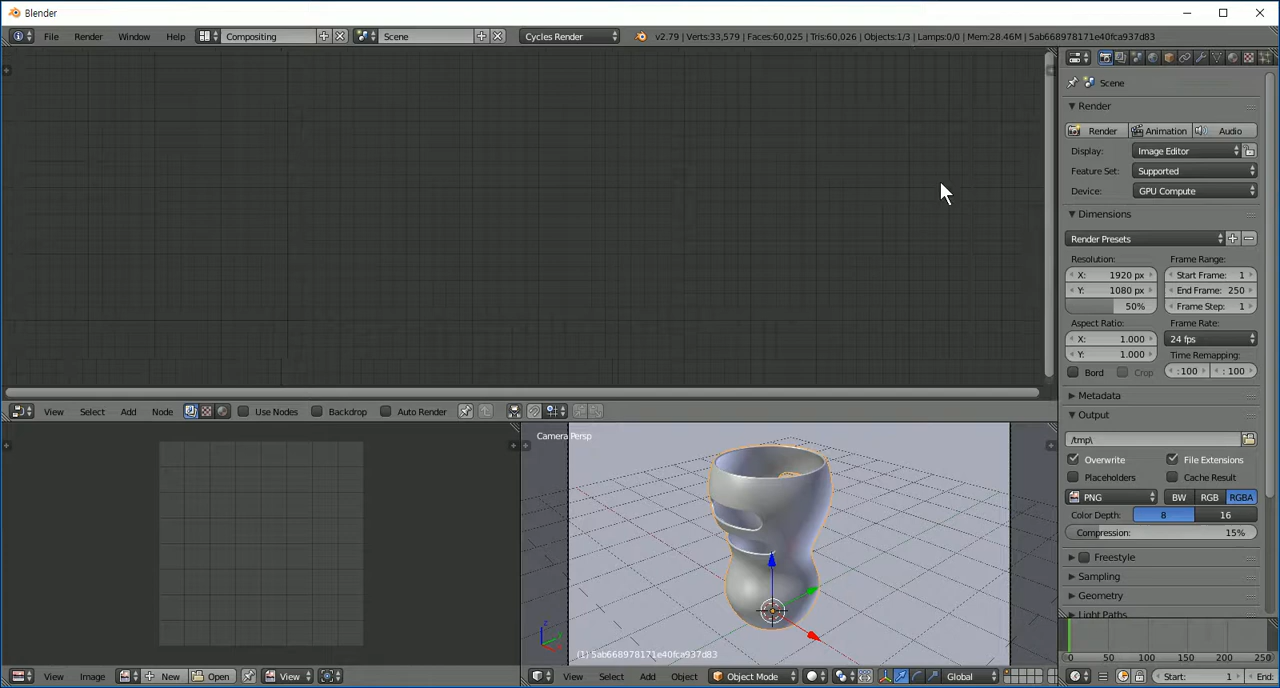 Blender
File Render Window Help Compositing Scene Cycles Render v2.79 | Verts:33,579 | Faces:60,025 | Tris:60,026 | Objects:1/3 | Lamps:0/0 | Mem:28.46M | 5ab668978171e40fca937d83
Scene
Render
Render Animation Audio
Display: Image Editor
Feature Set: Supported
Device: GPU Compute
Dimensions
Render Presets
Resolution: Frame Range:
X: 1920 px Start Frame: 1
Y: 1080 px End Frame: 250
50% Frame Step: 1
Aspect Ratio: Frame Rate:
X: 1.000 24 fps
Y: 1.000 Time Remapping:
Bord Crop :100 :100
Metadata
Output
/tmp\
Overwrite File Extensions
Placeholders Cache Result
PNG BW RGB RGBA
Color Depth: 8 16
Compression: 15%
Freestyle
Sampling
Geometry
Light Paths
View Select Add Node Use Nodes Backdrop Auto Render
Camera Persp
(1) 5ab668978171e40fca937d83
View Image New Open View
View Select Add Object Object Mode Global
0 50 100 150 200 250
Start: 1 End: